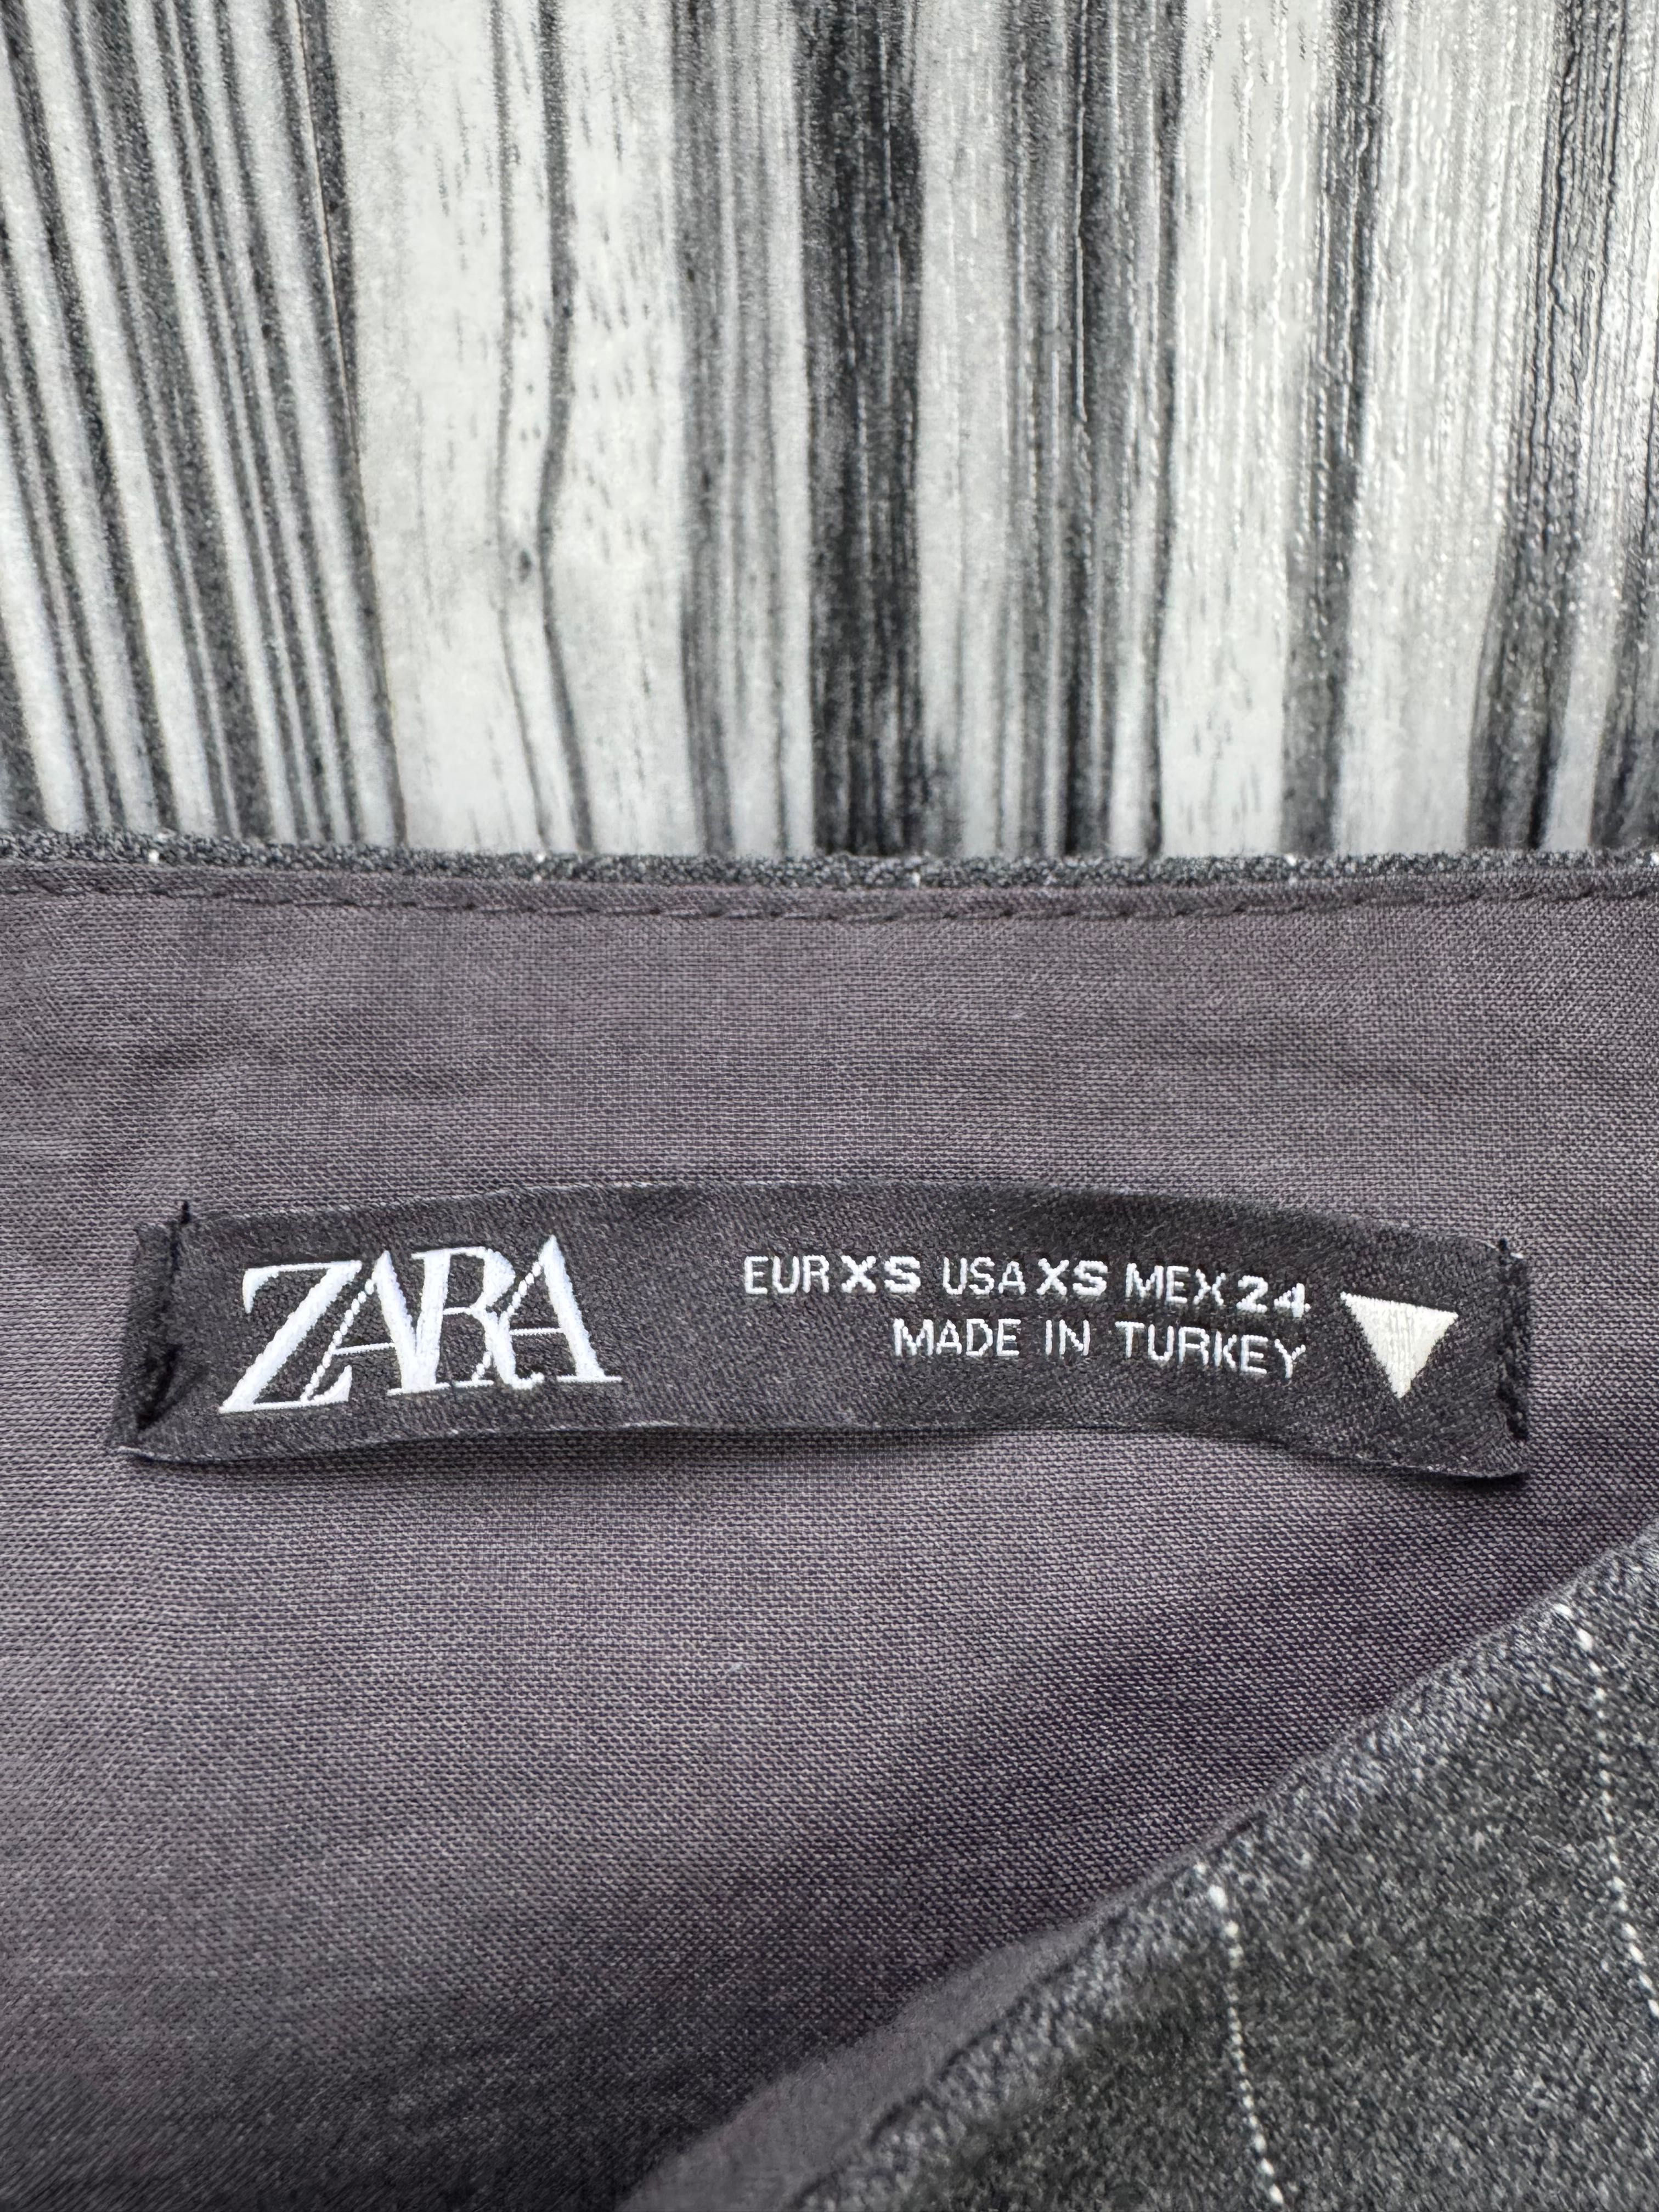 ZARA
EUR XS USA XS MEX 24
MADE IN TURKEY